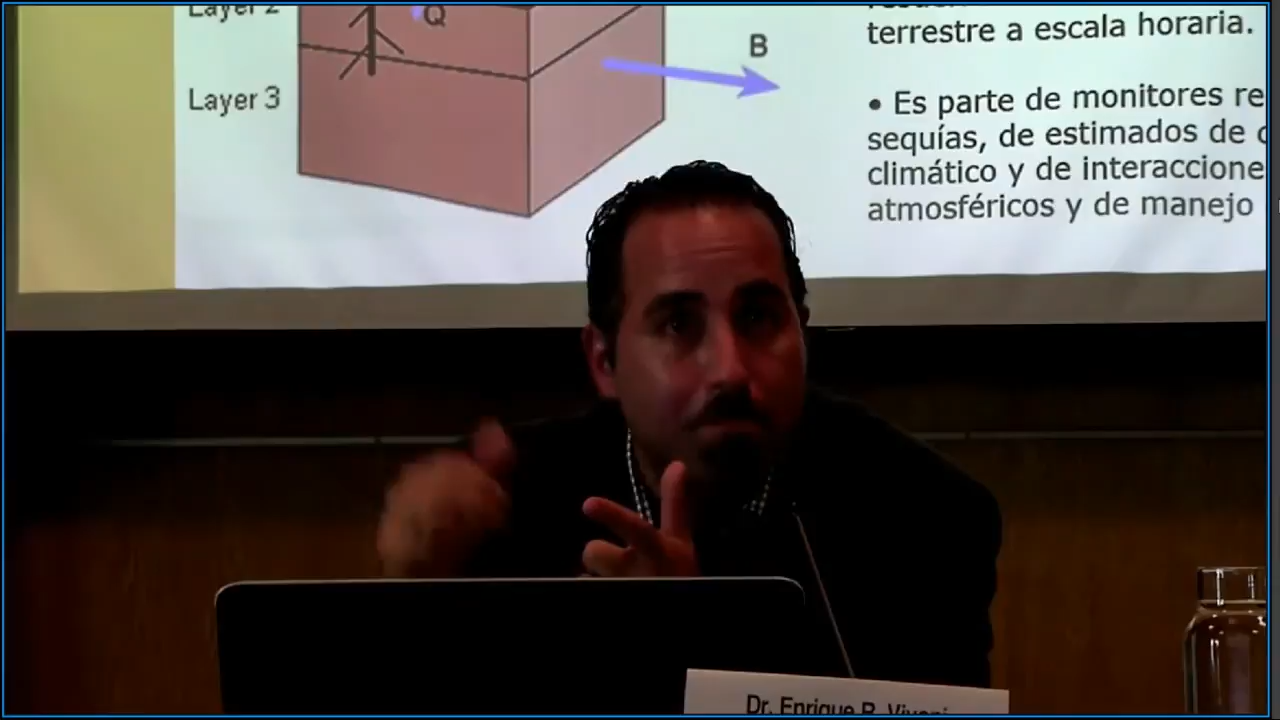 Layer 2
Q
B
Layer 3
terrestre a escala horaria.
• Es parte de monitores re
sequías, de estimados de c
climático y de interaccione
atmosféricos y de manejo
Dr. Enrique R. Vivoni